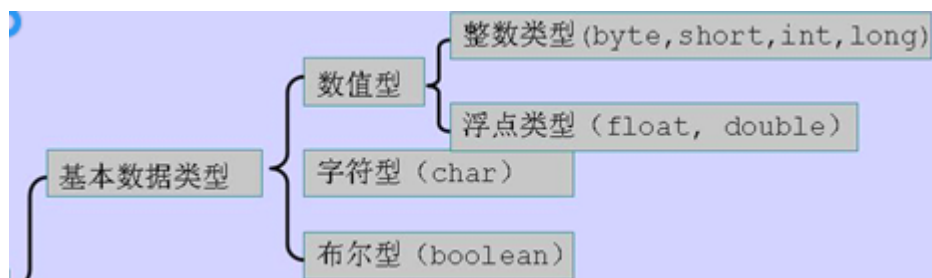 整数类型(byte,short,int,long)
数值型
浮点类型（float, double）
基本数据类型
字符型（char）
布尔型（boolean）